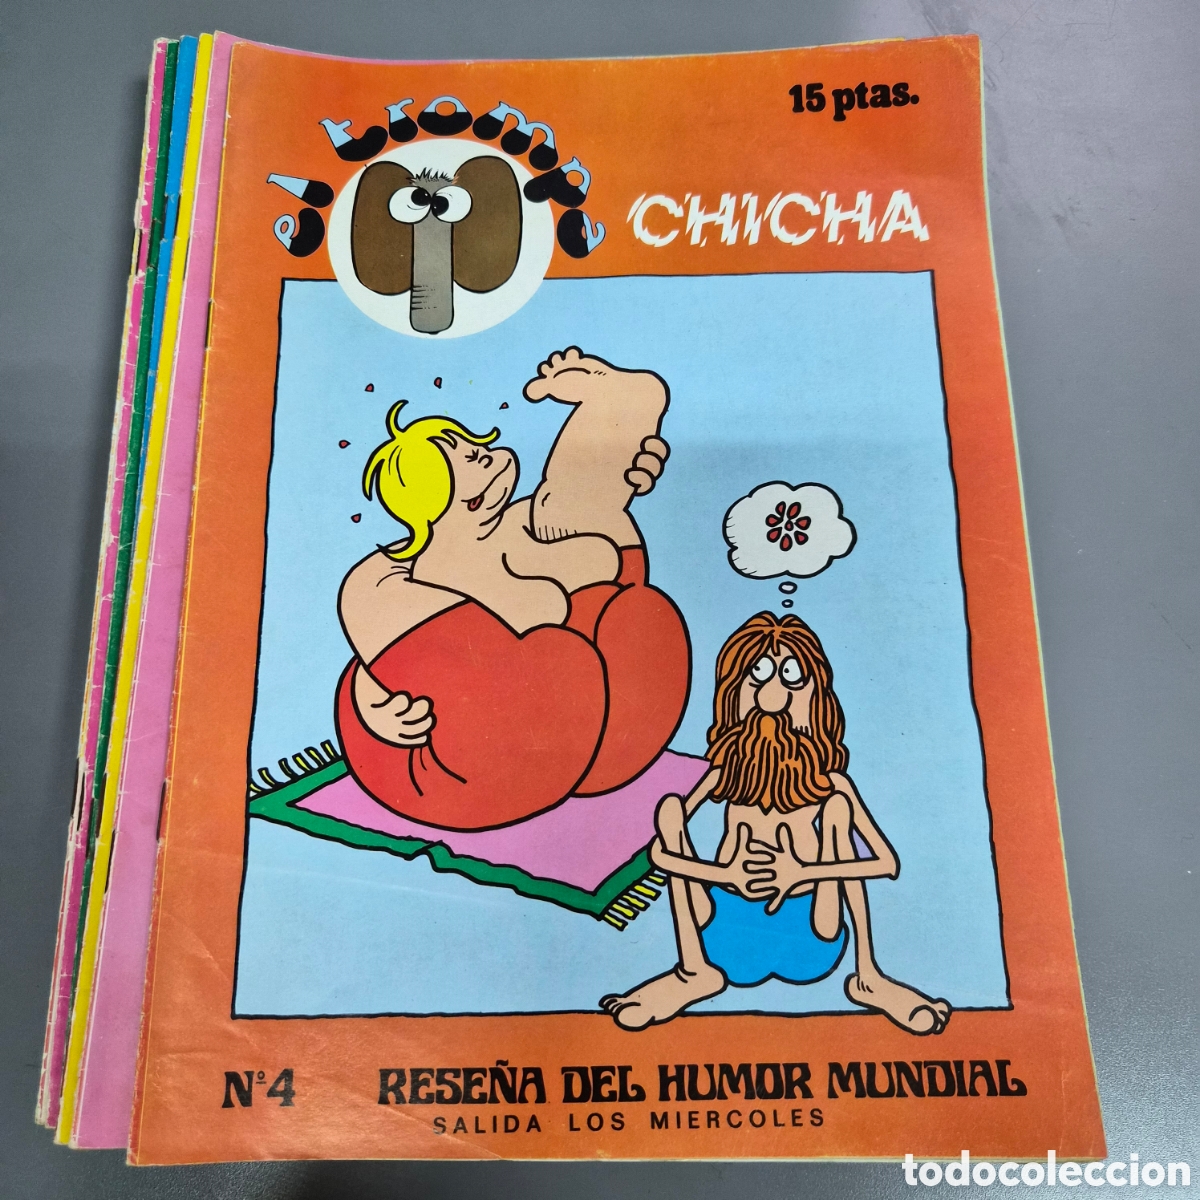 el trompa
15 ptas.
CHICHA
Nº4 RESEÑA DEL HUMOR MUNDIAL
SALIDA LOS MIERCOLES
todocoleccion